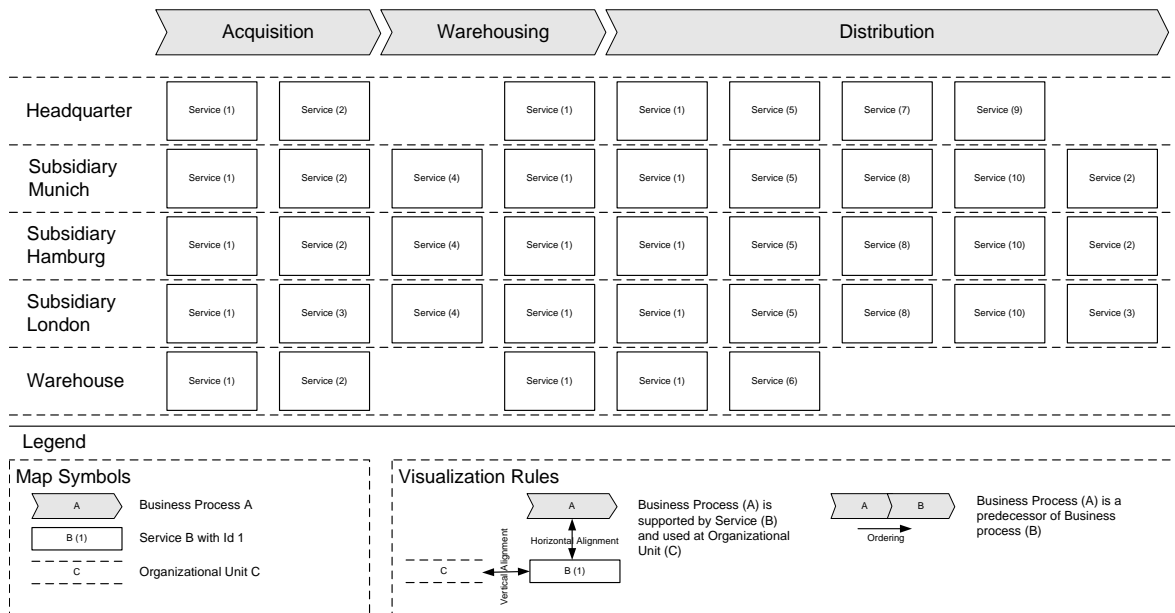 Acquisition Warehousing Distribution
Headquarter Service (1) Service (2) Service (1) Service (1) Service (5) Service (7) Service (9)
Subsidiary
Munich Service (1) Service (2) Service (4) Service (1) Service (1) Service (5) Service (8) Service (10) Service (2)
Subsidiary
Hamburg Service (1) Service (2) Service (4) Service (1) Service (1) Service (5) Service (8) Service (10) Service (2)
Subsidiary
London Service (1) Service (3) Service (4) Service (1) Service (1) Service (5) Service (8) Service (10) Service (3)
Warehouse Service (1) Service (2) Service (1) Service (1) Service (6)
Legend
Map Symbols
A Business Process A
B (1) Service B with Id 1
C Organizational Unit C
Visualization Rules
A
Horizontal Alignment
C
Vertical Alignment
B (1)
Business Process (A) is
supported by Service (B)
and used at Organizational
Unit (C)
A B
Ordering
Business Process (A) is a
predecessor of Business
process (B)